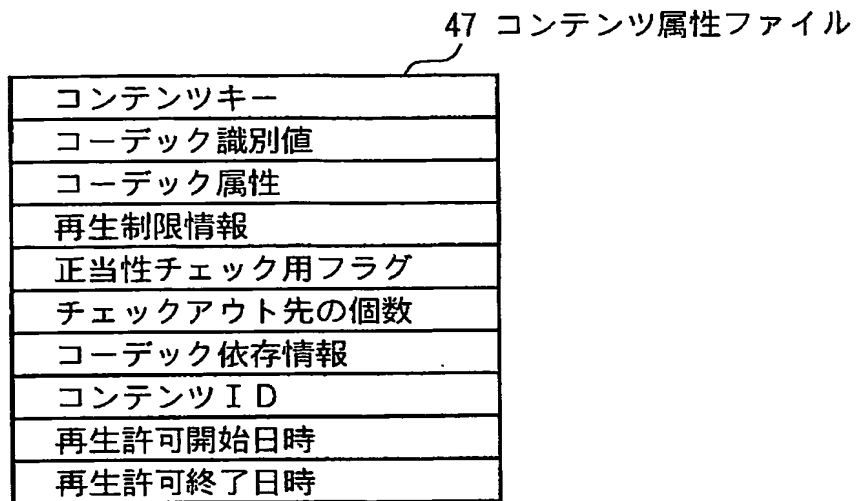 47 コンテンツ属性ファイル
コンテンツキー
コーデック識別値
コーデック属性
再生制限情報
正当性チェック用フラグ
チェックアウト先の個数
コーデック依存情報
コンテンツＩＤ
再生許可開始日時
再生許可終了日時